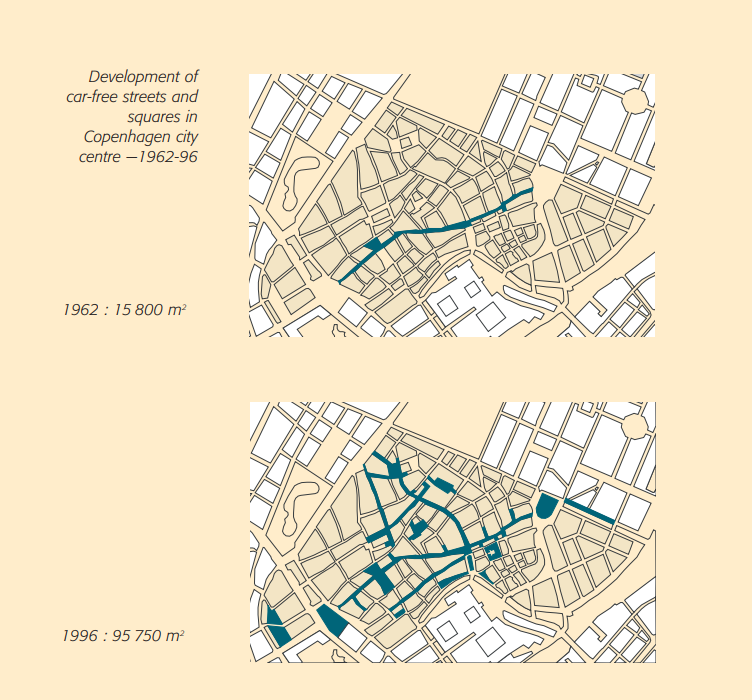 Development of
car-free streets and
squares in
Copenhagen city
centre –1962-96
1962 : 15 800 m²
1996 : 95 750 m²